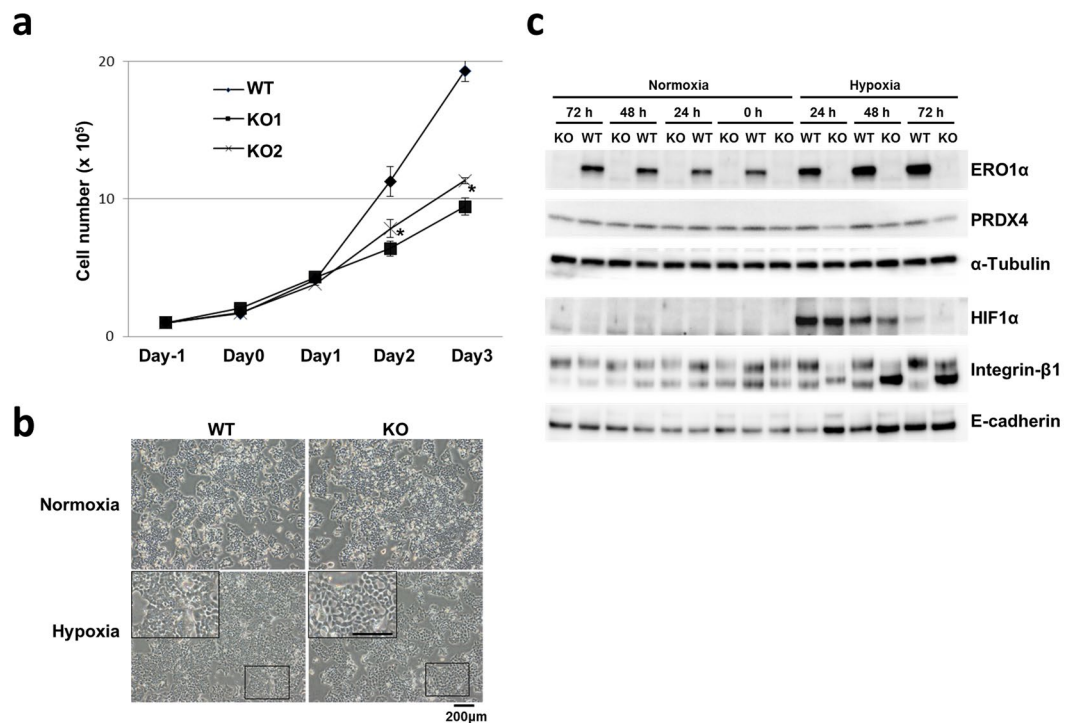 a
20
10
0
Cell number (x 10⁵)
WT
KO1
KO2
*
*
Day-1 Day0 Day1 Day2 Day3
b
WT KO
Normoxia
Hypoxia
200μm
c
Normoxia Hypoxia
72 h 48 h 24 h 0 h 24 h 48 h 72 h
KO WT KO WT KO WT KO WT KO WT KO WT KO WT KO
ERO1α
PRDX4
α-Tubulin
HIF1α
Integrin-β1
E-cadherin